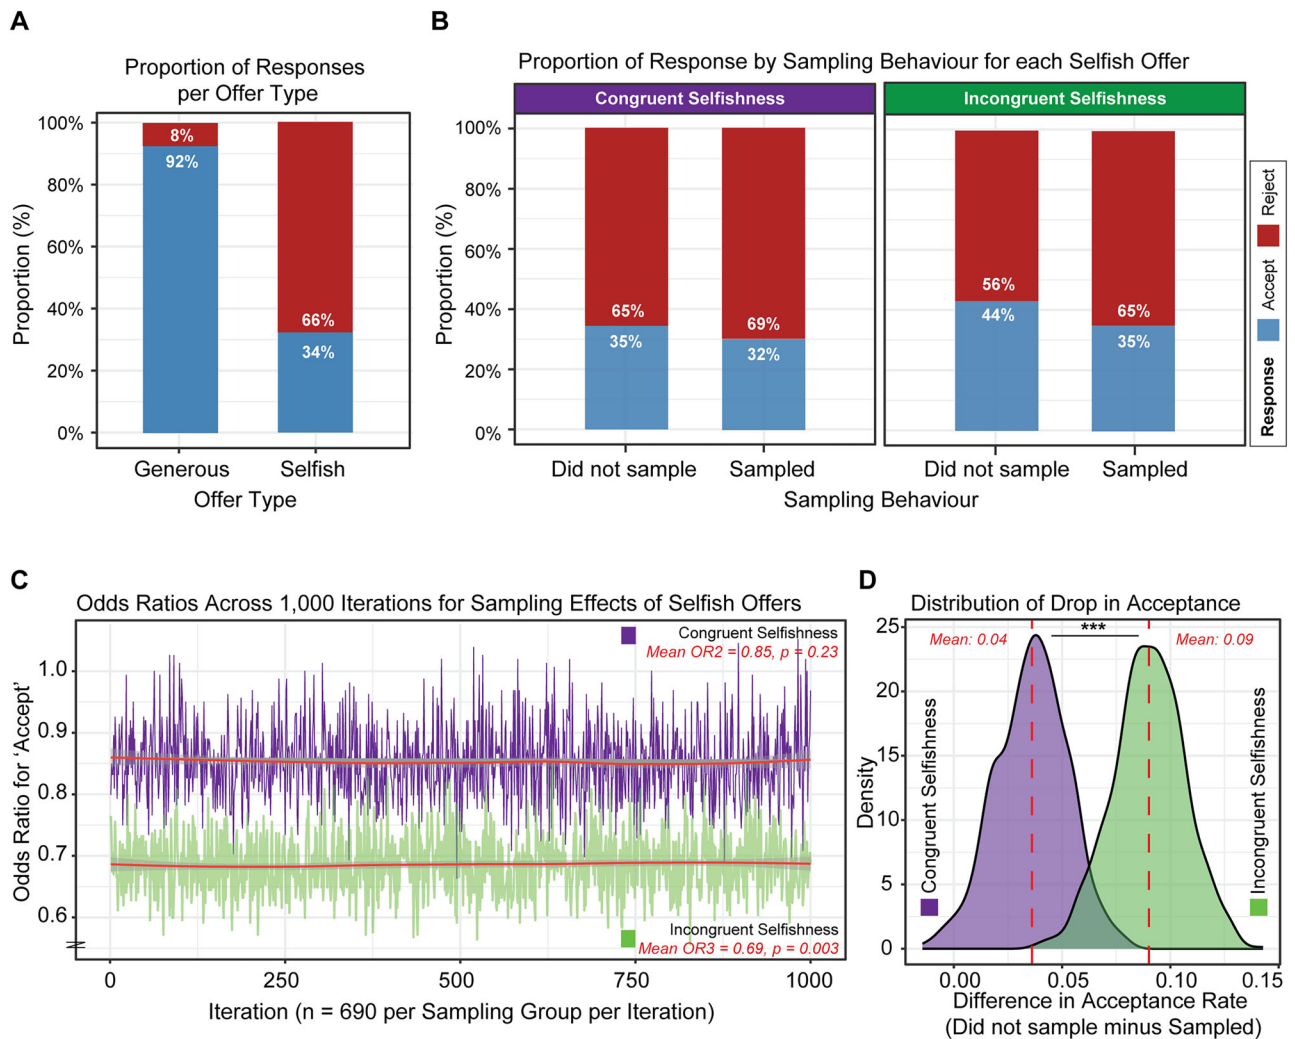 A
Proportion of Responses
per Offer Type
Proportion (%)
100%
80%
60%
40%
20%
0%
8%
92%
66%
34%
Generous
Selfish
Offer Type
B
Proportion of Response by Sampling Behaviour for each Selfish Offer
Congruent Selfishness
Incongruent Selfishness
Proportion (%)
100%
80%
60%
40%
20%
0%
65%
35%
69%
32%
56%
44%
65%
35%
Did not sample
Sampled
Did not sample
Sampled
Sampling Behaviour
Response
Accept
Reject
C
Odds Ratios Across 1,000 Iterations for Sampling Effects of Selfish Offers
Odds Ratio for 'Accept'
1.0
0.9
0.8
0.7
0.6
Congruent Selfishness
Mean OR2 = 0.85, p = 0.23
Incongruent Selfishness
Mean OR3 = 0.69, p = 0.003
0
250
500
750
1000
Iteration (n = 690 per Sampling Group per Iteration)
D
Distribution of Drop in Acceptance
Density
25
20
15
10
5
0
Mean: 0.04
***
Mean: 0.09
Congruent Selfishness
Incongruent Selfishness
0.00
0.05
0.10
0.15
Difference in Acceptance Rate
(Did not sample minus Sampled)